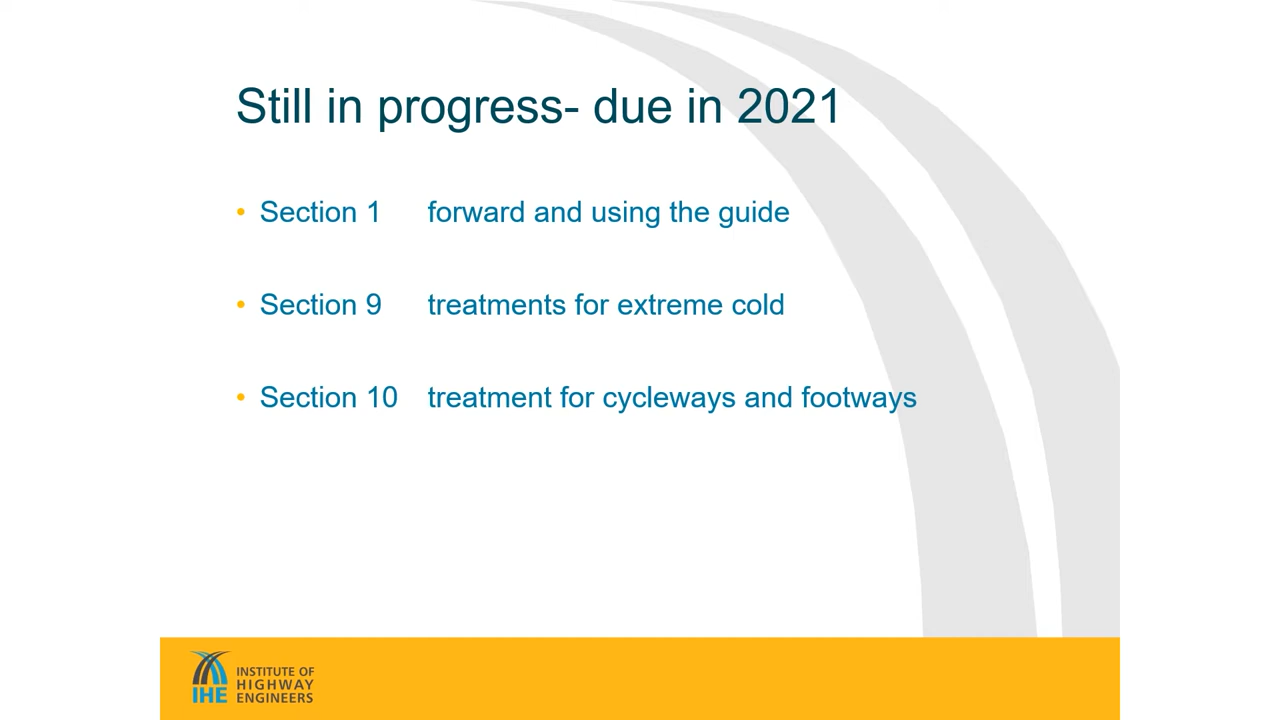 Still in progress- due in 2021
• Section 1 forward and using the guide
• Section 9 treatments for extreme cold
• Section 10 treatment for cycleways and footways
IHE
INSTITUTE OF
HIGHWAY
ENGINEERS